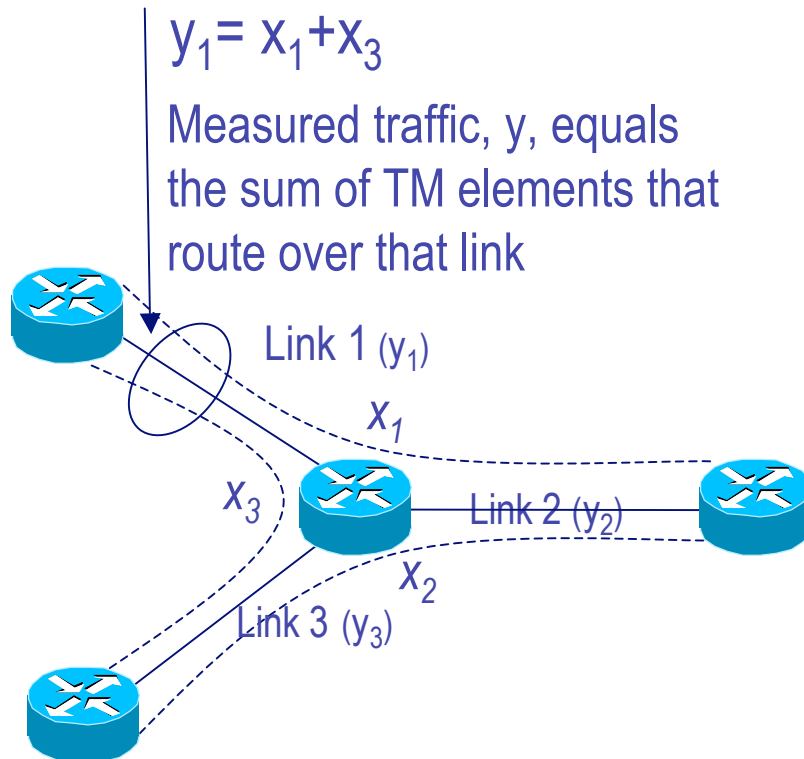 y₁= x₁+x₃
Measured traffic, y, equals
the sum of TM elements that
route over that link
Link 1 (y₁)
x₁
x₃
Link 2 (y₂)
x₂
Link 3 (y₃)